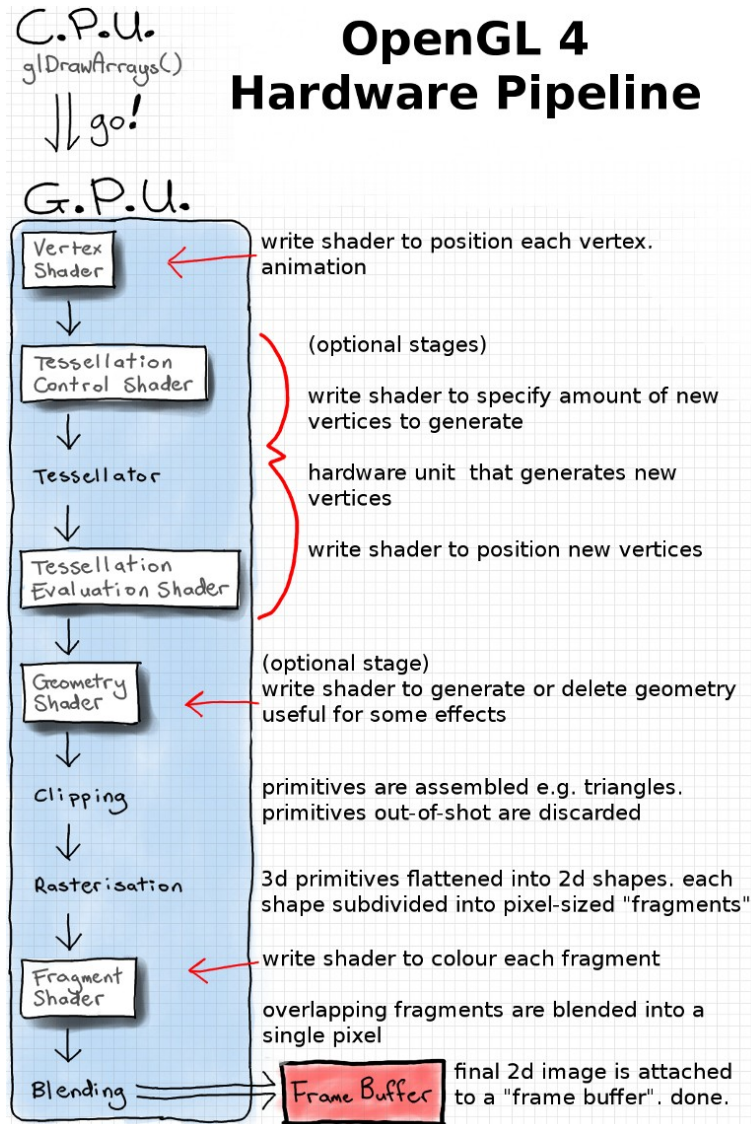 C.P.U.
glDrawArrays()
go!
OpenGL 4
Hardware Pipeline
G.P.U.
Vertex
Shader
write shader to position each vertex.
animation
Tessellation
Control Shader
(optional stages)
write shader to specify amount of new
vertices to generate
Tessellator
hardware unit that generates new
vertices
Tessellation
Evaluation Shader
write shader to position new vertices
Geometry
Shader
(optional stage)
write shader to generate or delete geometry
useful for some effects
Clipping
primitives are assembled e.g. triangles.
primitives out-of-shot are discarded
Rasterisation
3d primitives flattened into 2d shapes. each
shape subdivided into pixel-sized "fragments"
Fragment
Shader
write shader to colour each fragment
overlapping fragments are blended into a
single pixel
Blending
Frame Buffer
final 2d image is attached
to a "frame buffer". done.